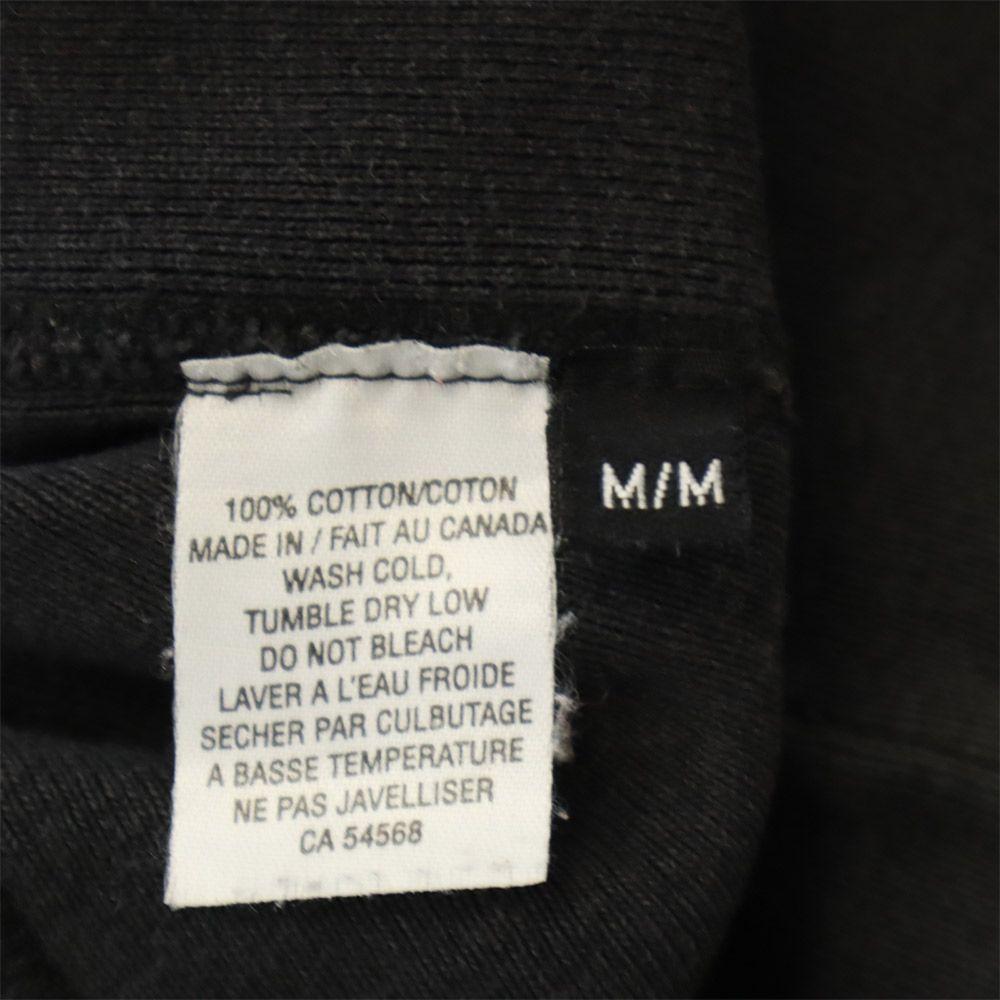 100% COTTON/COTON
MADE IN / FAIT AU CANADA
WASH COLD,
TUMBLE DRY LOW
DO NOT BLEACH
LAVER A L'EAU FROIDE
SECHER PAR CULBUTAGE
A BASSE TEMPERATURE
NE PAS JAVELLISER
CA 54568
M/M